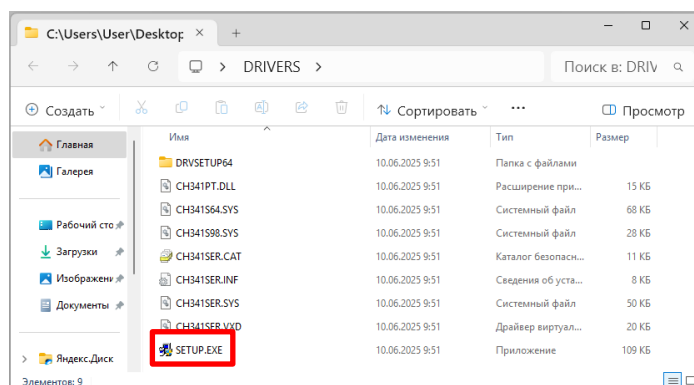 C:\Users\User\Desktop
DRIVERS
Поиск в: DRIV
Создать
Сортировать
Просмотр
Имя Дата изменения Тип Размер
Главная
Галерея
Рабочий сто
Загрузки
Изображени
Документы
Яндекс.Диск
DRVSETUP64 10.06.2025 9:51 Папка с файлами
CH341PT.DLL 10.06.2025 9:51 Расширение при... 15 КБ
CH341S64.SYS 10.06.2025 9:51 Системный файл 68 КБ
CH341S98.SYS 10.06.2025 9:51 Системный файл 28 КБ
CH341SER.CAT 10.06.2025 9:51 Каталог безопасн... 11 КБ
CH341SER.INF 10.06.2025 9:51 Сведения об уста... 8 КБ
CH341SER.SYS 10.06.2025 9:51 Системный файл 50 КБ
CH341SER.VXD 10.06.2025 9:51 Драйвер виртуал... 20 КБ
SETUP.EXE 10.06.2025 9:51 Приложение 109 КБ
Элементов: 9